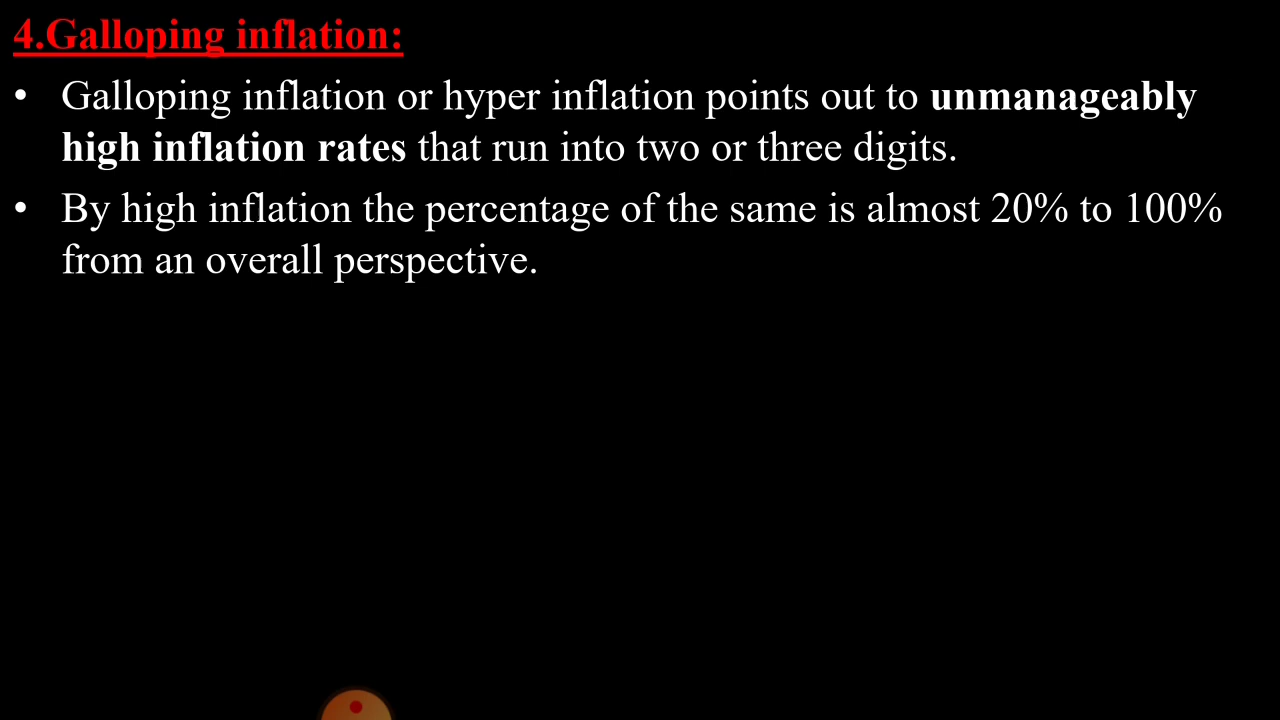 4.Galloping inflation:
• Galloping inflation or hyper inflation points out to unmanageably
high inflation rates that run into two or three digits.
• By high inflation the percentage of the same is almost 20% to 100%
from an overall perspective.